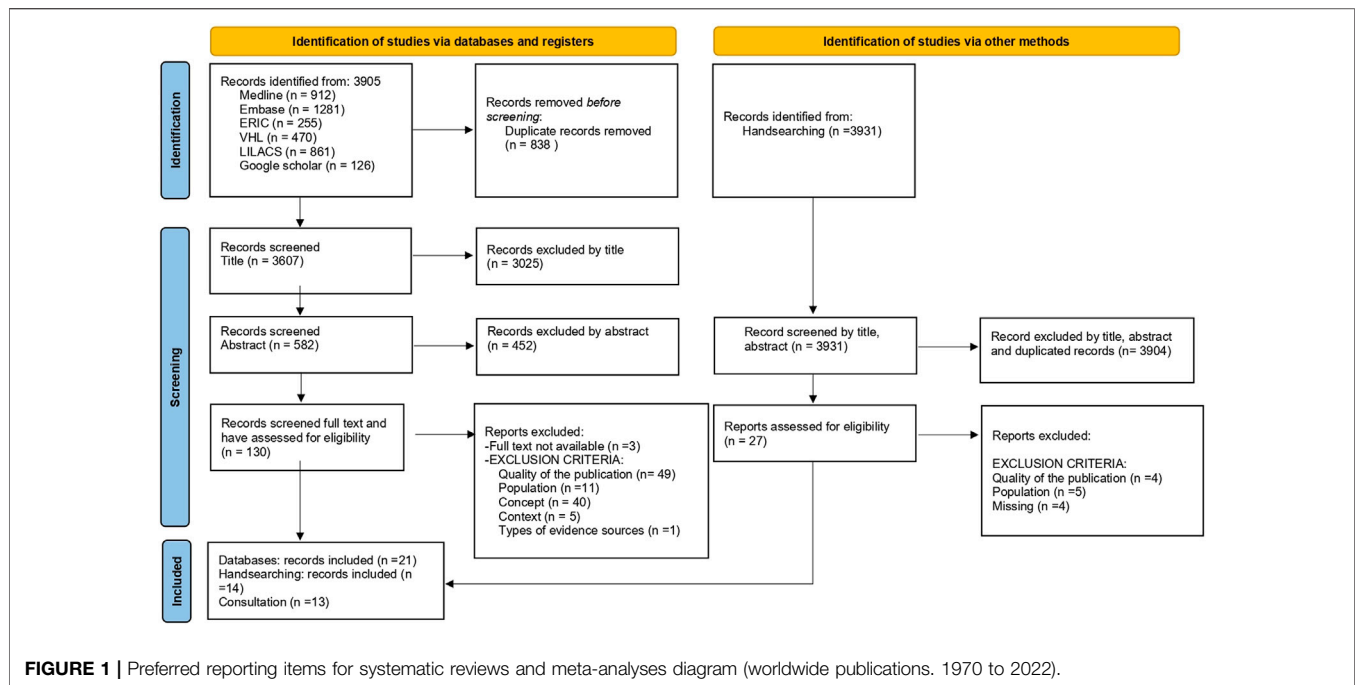 Identification of studies via databases and registers
Identification of studies via other methods
Identification
Records identified from: 3905
Medline (n = 912)
Embase (n = 1281)
ERIC (n = 255)
VHL (n = 470)
LILACS (n = 861)
Google scholar (n = 126)
Records removed before
screening:
Duplicate records removed
(n = 838 )
Records identified from:
Handsearching (n =3931)
Screening
Records screened
Title (n = 3607)
Records excluded by title
(n = 3025)
Records screened
Abstract (n = 582)
Records excluded by abstract
(n = 452)
Record screened by title,
abstract (n = 3931)
Record excluded by title, abstract
and duplicated records (n= 3904)
Records screened full text and
have assessed for eligibility
(n = 130)
Reports excluded:
-Full text not available (n =3)
-EXCLUSION CRITERIA:
Quality of the publication (n= 49)
Population (n =11)
Concept (n = 40)
Context (n = 5)
Types of evidence sources (n =1)
Reports assessed for eligibility
(n = 27)
Reports excluded:
EXCLUSION CRITERIA:
Quality of the publication (n =4)
Population (n =5)
Missing (n =4)
Included
Databases: records included (n =21)
Handsearching: records included (n
=14)
Consultation (n =13)
FIGURE 1 | Preferred reporting items for systematic reviews and meta-analyses diagram (worldwide publications. 1970 to 2022).